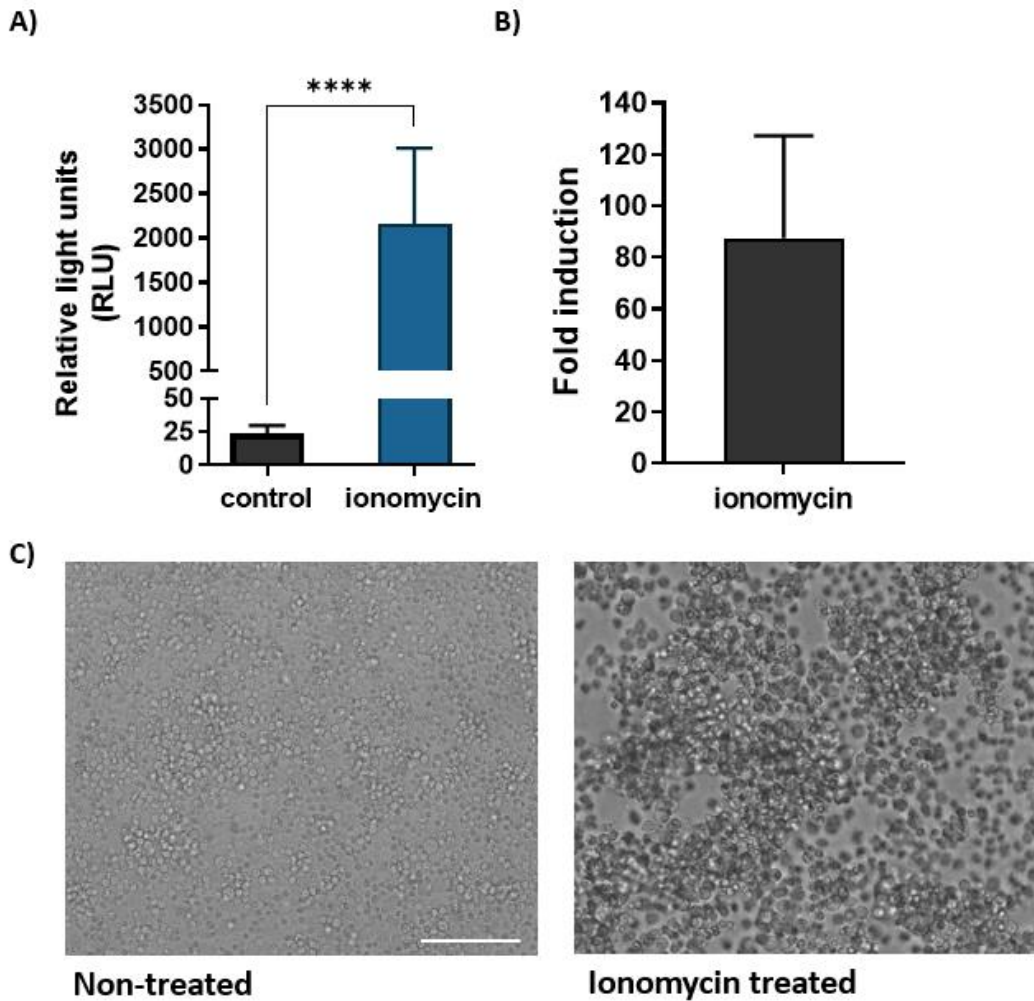 A)
B)
****
Relative light units
(RLU)
3500
3000
2500
2000
1500
1000
500
50
25
0
control
ionomycin
Fold induction
140
120
100
80
60
40
20
0
ionomycin
C)
Non-treated
Ionomycin treated